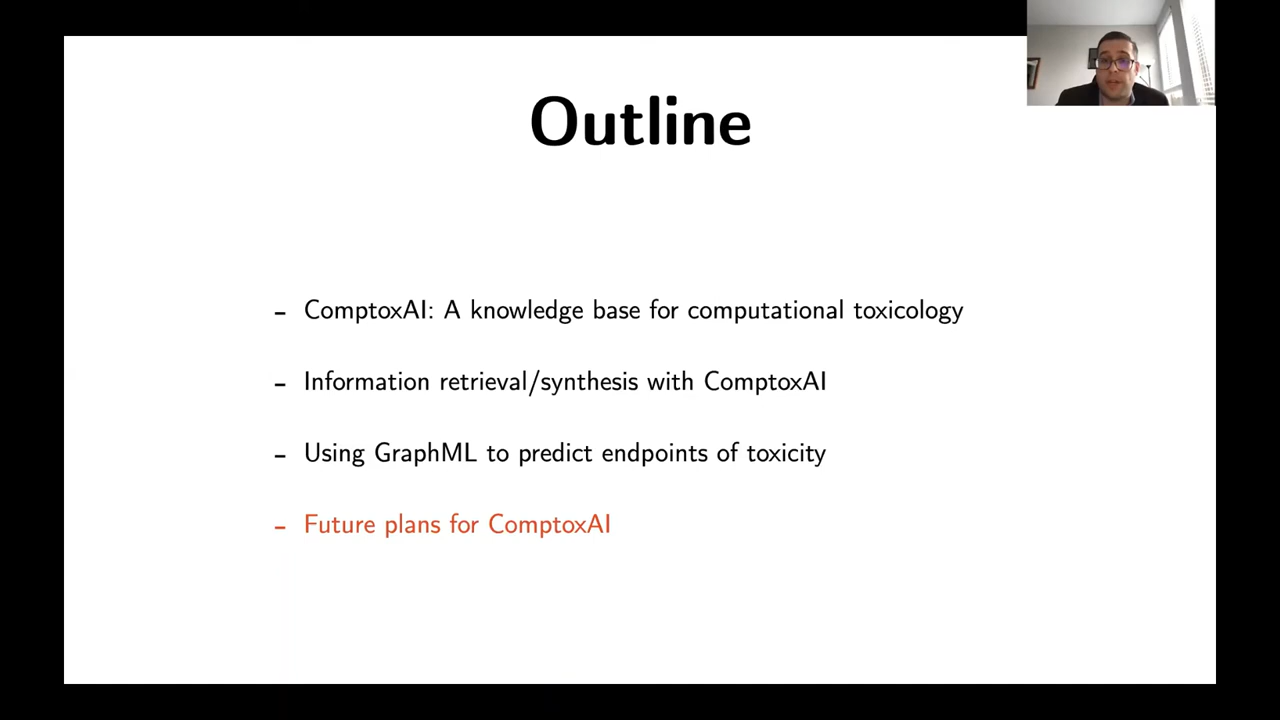 Outline
- ComptoxAI: A knowledge base for computational toxicology
- Information retrieval/synthesis with ComptoxAI
- Using GraphML to predict endpoints of toxicity
- Future plans for ComptoxAI